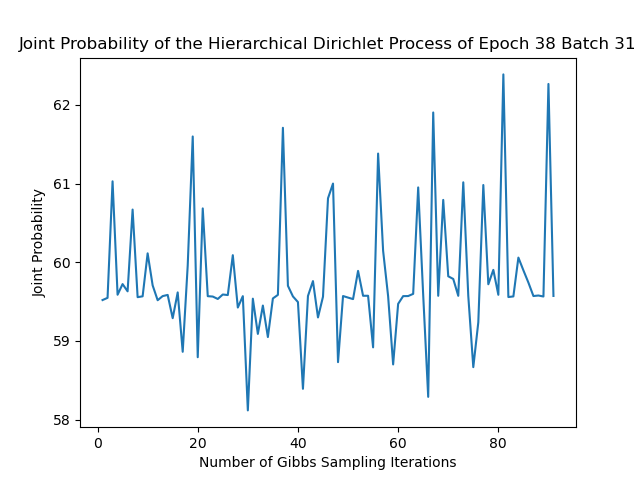 Joint Probability of the Hierarchical Dirichlet Process of Epoch 38 Batch 31
62
61
60
59
58
Joint Probability
0 20 40 60 80
Number of Gibbs Sampling Iterations